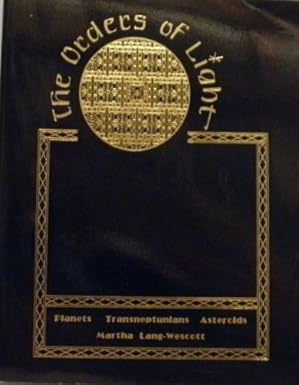 The Orders of Light
Planets Transneptunians Asteroids
Martha Lang-Wescott